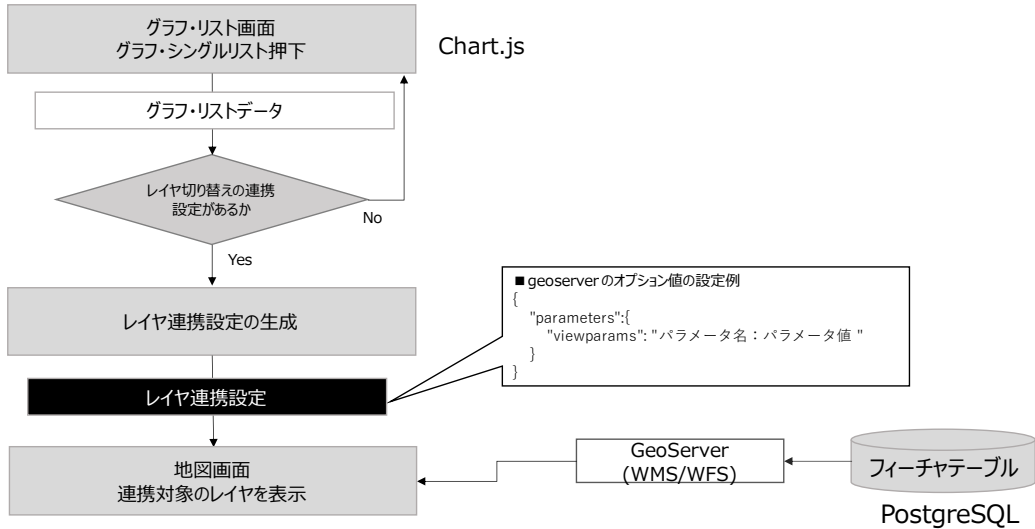 グラフ・リスト画面
グラフ・シングルリスト押下
Chart.js
グラフ・リストデータ
レイヤ切り替えの連携
設定があるか
No
Yes
■geoserverのオプション値の設定例
{
"parameters":{
"viewparams": "パラメータ名：パラメータ値 "
}
}
レイヤ連携設定の生成
レイヤ連携設定
地図画面
連携対象のレイヤを表示
GeoServer
(WMS/WFS)
フィーチャテーブル
PostgreSQL